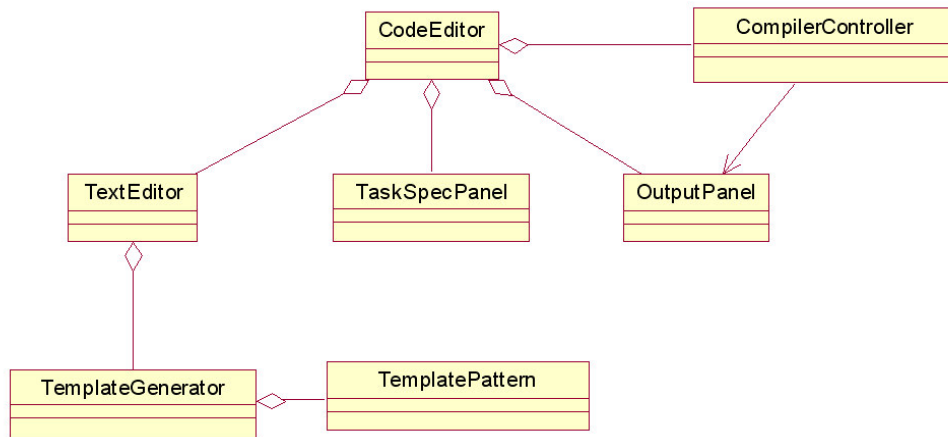 CodeEditor
CompilerController
TextEditor
TaskSpecPanel
OutputPanel
TemplateGenerator
TemplatePattern